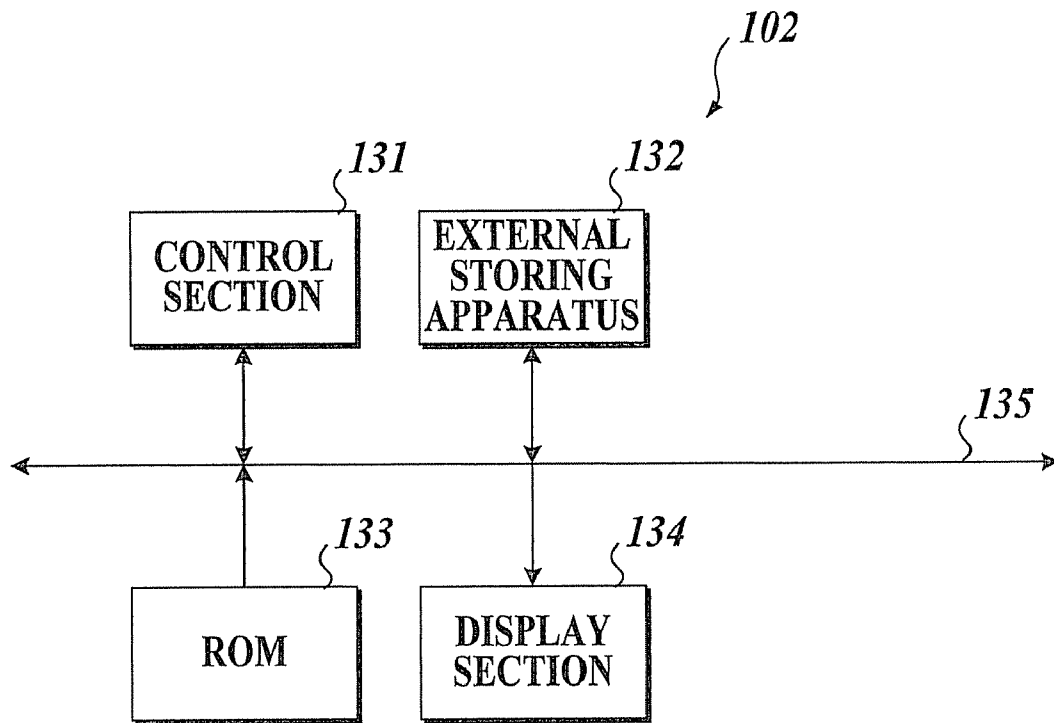 102
131
132
CONTROL
SECTION
EXTERNAL
STORING
APPARATUS
135
133
134
ROM
DISPLAY
SECTION